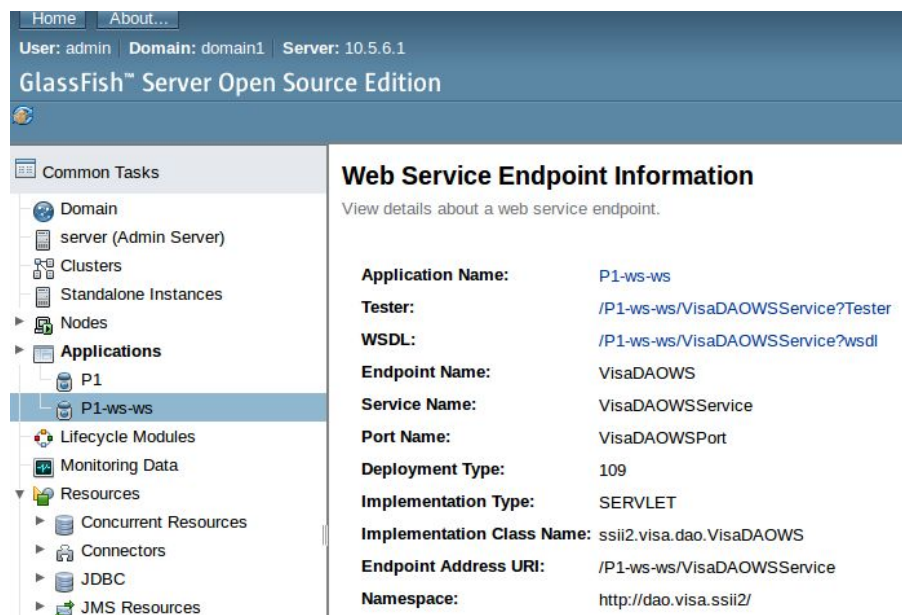 Home About...
User: admin Domain: domain1 Server: 10.5.6.1
GlassFish™ Server Open Source Edition
Common Tasks
Domain
server (Admin Server)
Clusters
Standalone Instances
Nodes
Applications
P1
P1-ws-ws
Lifecycle Modules
Monitoring Data
Resources
Concurrent Resources
Connectors
JDBC
JMS Resources
Web Service Endpoint Information
View details about a web service endpoint.
Application Name: P1-ws-ws
Tester: /P1-ws-ws/VisaDAOWSService?Tester
WSDL: /P1-ws-ws/VisaDAOWSService?wsdl
Endpoint Name: VisaDAOWS
Service Name: VisaDAOWSService
Port Name: VisaDAOWSPort
Deployment Type: 109
Implementation Type: SERVLET
Implementation Class Name: ssii2.visa.dao.VisaDAOWS
Endpoint Address URI: /P1-ws-ws/VisaDAOWSService
Namespace: http://dao.visa.ssii2/